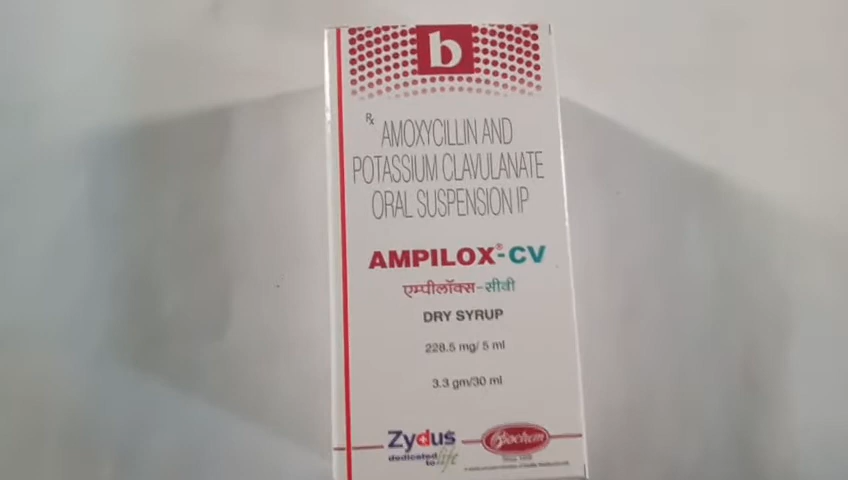 b
Rx AMOXYCILLIN AND
POTASSIUM CLAVULANATE
ORAL SUSPENSION IP
AMPILOX®-CV
एम्पीलॉक्स-सीवी
DRY SYRUP
228.5 mg/ 5 ml
3.3 gm/30 ml
Zydus
dedicated
to life
Biochem